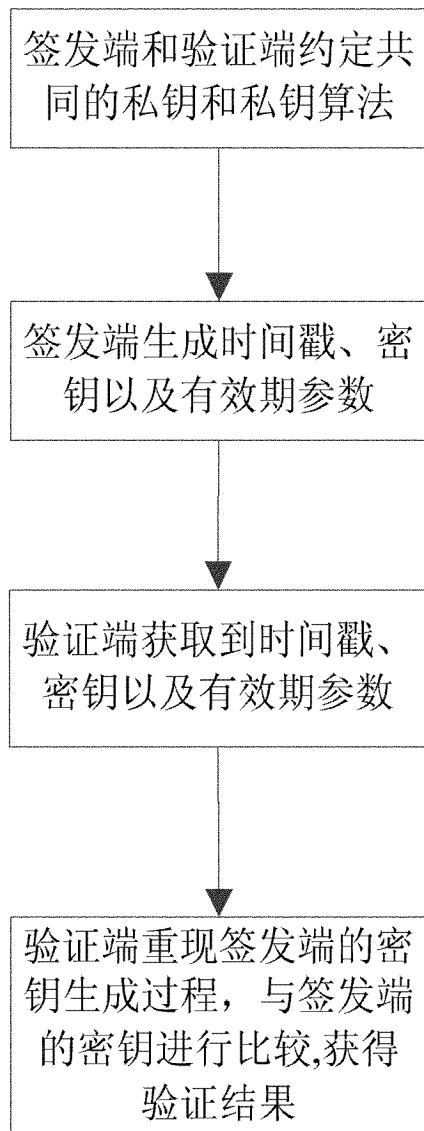 签发端和验证端约定共
同的私钥和私钥算法
签发端生成时间戳、密
钥以及有效期参数
验证端获取到时间戳、
密钥以及有效期参数
验证端重现签发端的密
钥生成过程，与签发端
的密钥进行比较,获得
验证结果